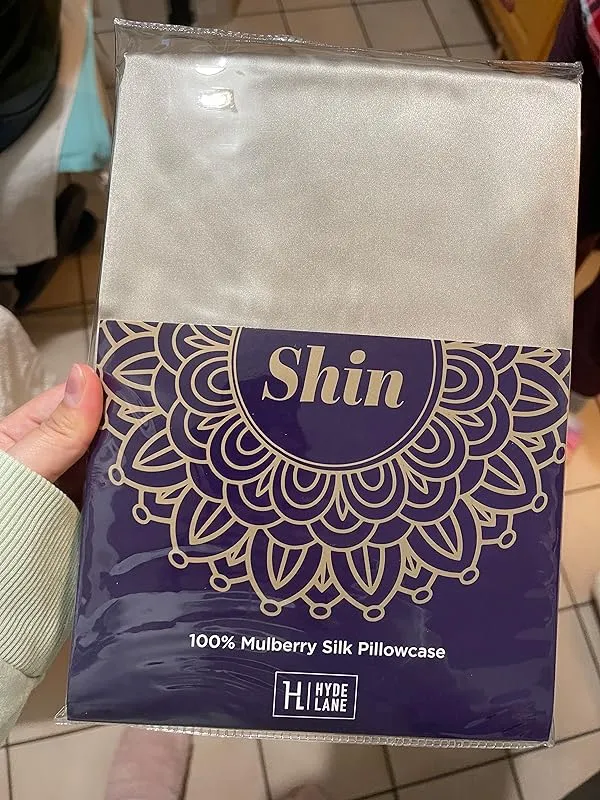 Shin
100% Mulberry Silk Pillowcase
HL HYDE
LANE